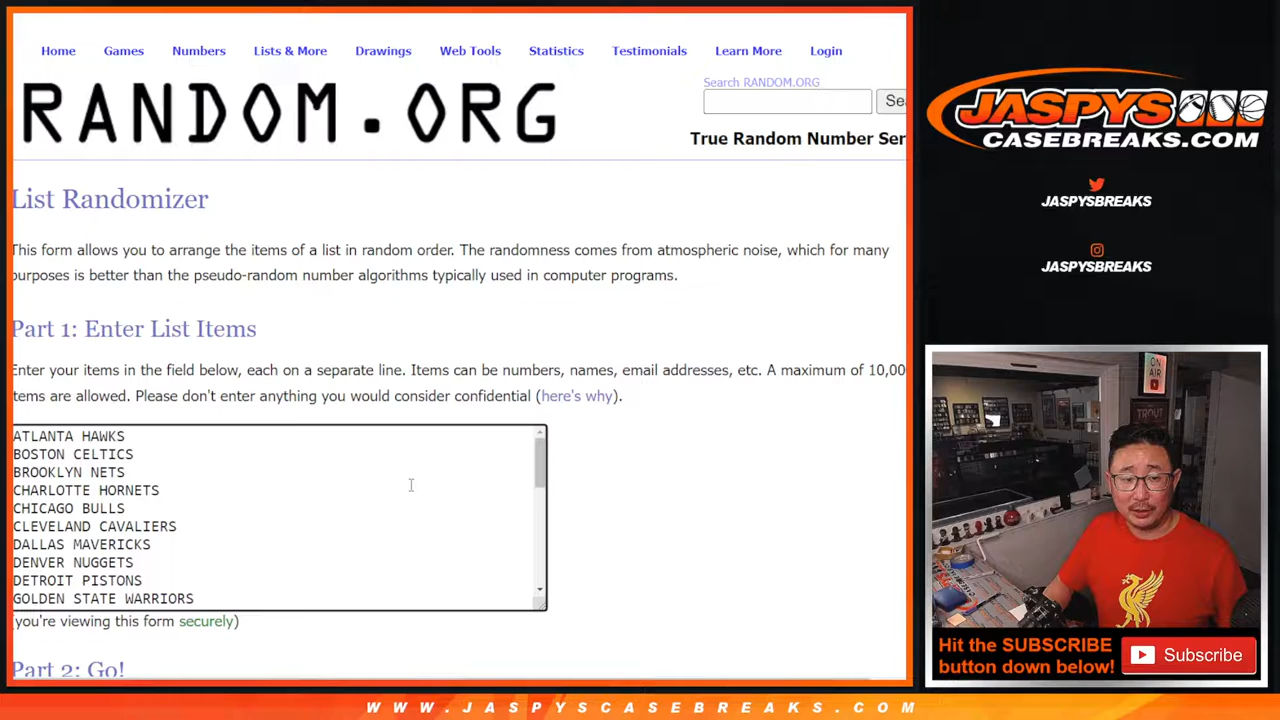 Home Games Numbers Lists & More Drawings Web Tools Statistics Testimonials Learn More Login
Search RANDOM.ORG
RANDOM.ORG
True Random Number Ser
List Randomizer
This form allows you to arrange the items of a list in random order. The randomness comes from atmospheric noise, which for many
purposes is better than the pseudo-random number algorithms typically used in computer programs.
Part 1: Enter List Items
Enter your items in the field below, each on a separate line. Items can be numbers, names, email addresses, etc. A maximum of 10,00
items are allowed. Please don't enter anything you would consider confidential (here's why).
ATLANTA HAWKS
BOSTON CELTICS
BROOKLYN NETS
CHARLOTTE HORNETS
CHICAGO BULLS
CLEVELAND CAVALIERS
DALLAS MAVERICKS
DENVER NUGGETS
DETROIT PISTONS
GOLDEN STATE WARRIORS
(you're viewing this form securely)
Part 2: Go!
JASPYS
CASEBREAKS.COM
JASPYSBREAKS
JASPYSBREAKS
ON
AIR
TROUT
Hit the SUBSCRIBE
button down below!
Subscribe
WWW.JASPYSCASEBREAKS.COM